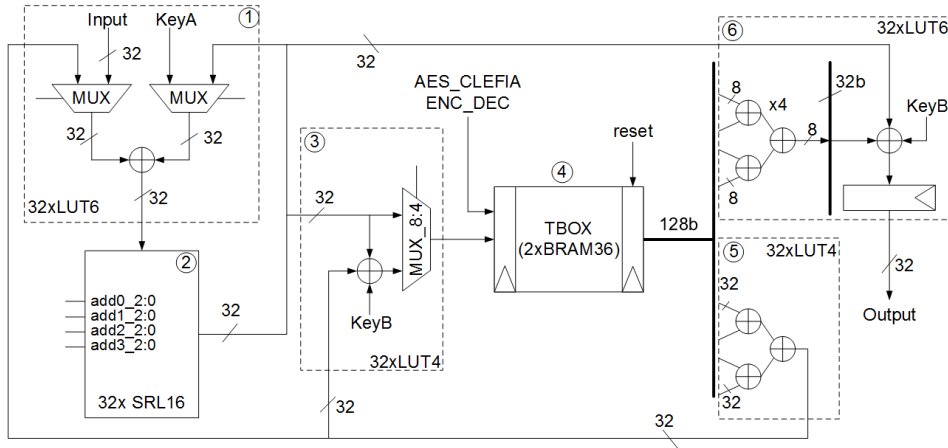 Input
KeyA
1
32
32
MUX
MUX
32
32
32
32xLUT6
2
add0_2:0
add1_2:0
add2_2:0
add3_2:0
32x SRL16
32
3
32
MUX_8:4
KeyB
32xLUT4
32
AES_CLEFIA
ENC_DEC
reset
4
TBOX
(2xBRAM36)
128b
6
32xLUT6
8
x4
32b
KeyB
8
8
32
Output
5
32xLUT4
32
32
32